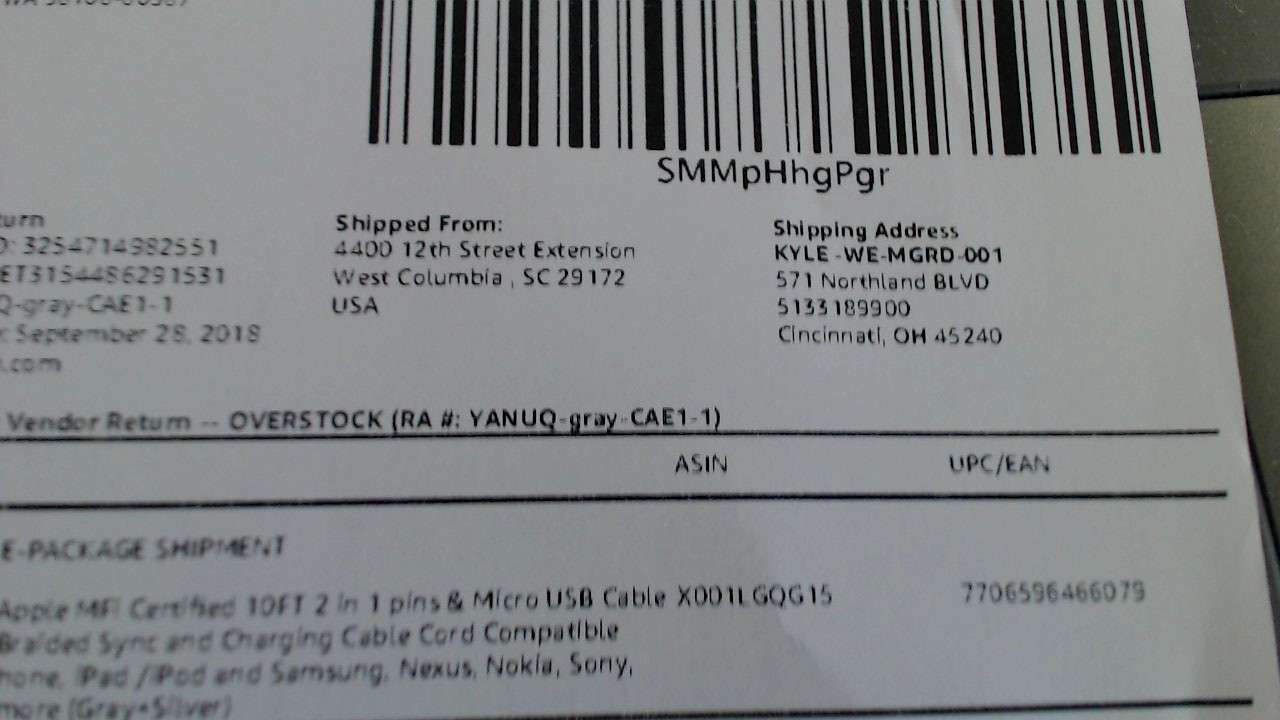 SMMpHhgPgr
turn
D: 3254714982551
ET3154486291531
Q-gray-CAE1-1
: September 28, 2018
.com
Shipped From:
4400 12th Street Extension
West Columbia , SC 29172
USA
Shipping Address
KYLE -WE-MGRD-001
571 Northland BLVD
5133189900
Cincinnati, OH 45240
Vendor Return -- OVERSTOCK (RA #: YANUQ-gray-CAE1-1)
ASIN UPC/EAN
E-PACKAGE SHIPMENT
Apple MFi Certified 10FT 2 in 1 pins & Micro USB Cable X001LGQG15 7706596466079
Braided Sync and Charging Cable Cord Compatible
hone, iPad /iPod and Samsung, Nexus, Nokia, Sony,
more (Gray+Silver)